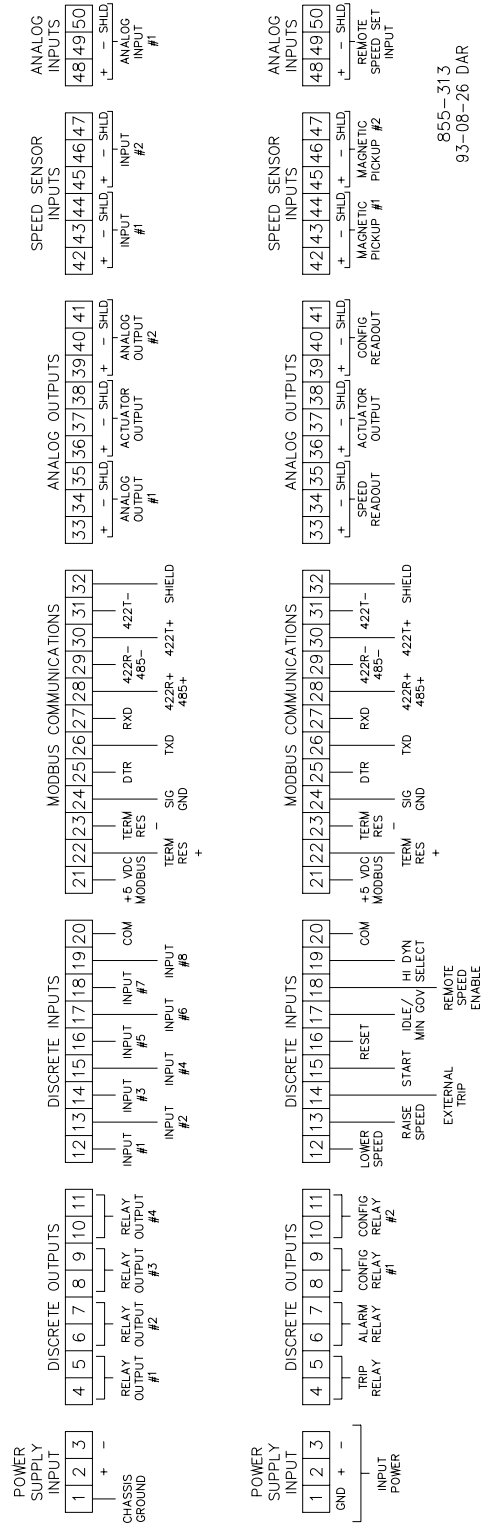 POWER
SUPPLY
INPUT
1 2 3
+ -
CHASSIS
GROUND
DISCRETE OUTPUTS
4 5 6 7 8 9 10 11
RELAY
OUTPUT
#1
RELAY
OUTPUT
#2
RELAY
OUTPUT
#3
RELAY
OUTPUT
#4
DISCRETE INPUTS
12 13 14 15 16 17 18 19 20
INPUT
#1
INPUT
#2
INPUT
#3
INPUT
#4
INPUT
#5
INPUT
#6
INPUT
#7
INPUT
#8
COM
MODBUS COMMUNICATIONS
21 22 23 24 25 26 27 28 29 30 31 32
+5 VDC
MODBUS
TERM
RES
+
TERM
RES
-
SIG
GND
DTR
TXD
RXD
422R+
485+
422R-
485-
422T+
422T-
SHIELD
ANALOG OUTPUTS
33 34 35 36 37 38 39 40 41
+ - SHLD + - SHLD + - SHLD
ANALOG
OUTPUT
#1
ACTUATOR
OUTPUT
ANALOG
OUTPUT
#2
SPEED SENSOR
INPUTS
42 43 44 45 46 47
+ - SHLD + - SHLD
INPUT
#1
INPUT
#2
ANALOG
INPUTS
48 49 50
+ - SHLD
ANALOG
INPUT
#1
POWER
SUPPLY
INPUT
1 2 3
GND + -
INPUT
POWER
DISCRETE OUTPUTS
4 5 6 7 8 9 10 11
TRIP
RELAY
ALARM
RELAY
CONFIG
RELAY
#1
CONFIG
RELAY
#2
DISCRETE INPUTS
12 13 14 15 16 17 18 19 20
LOWER
SPEED
RAISE
SPEED
EXTERNAL
TRIP
START
RESET
IDLE/
MIN GOV
REMOTE
SPEED
ENABLE
HI DYN
SELECT
COM
MODBUS COMMUNICATIONS
21 22 23 24 25 26 27 28 29 30 31 32
+5 VDC
MODBUS
TERM
RES
+
TERM
RES
-
SIG
GND
DTR
TXD
RXD
422R+
485+
422R-
485-
422T+
422T-
SHIELD
ANALOG OUTPUTS
33 34 35 36 37 38 39 40 41
+ - SHLD + - SHLD + - SHLD
SPEED
READOUT
ACTUATOR
OUTPUT
CONFIG
READOUT
SPEED SENSOR
INPUTS
42 43 44 45 46 47
+ - SHLD + - SHLD
MAGNETIC
PICKUP #1
MAGNETIC
PICKUP #2
ANALOG
INPUTS
48 49 50
+ - SHLD
REMOTE
SPEED SET
INPUT
855-313
93-08-26 DAR